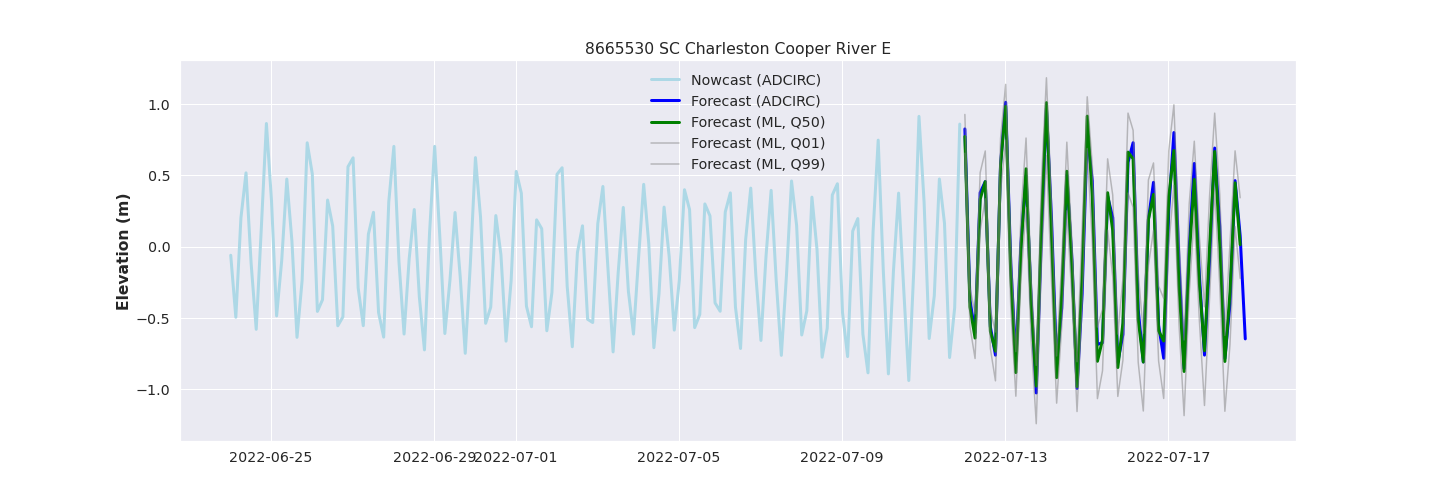 8665530 SC Charleston Cooper River E
Nowcast (ADCIRC)
Forecast (ADCIRC)
Forecast (ML, Q50)
Forecast (ML, Q01)
Forecast (ML, Q99)
Elevation (m)
1.0
0.5
0.0
−0.5
−1.0
2022-06-25 2022-06-29 2022-07-01 2022-07-05 2022-07-09 2022-07-13 2022-07-17